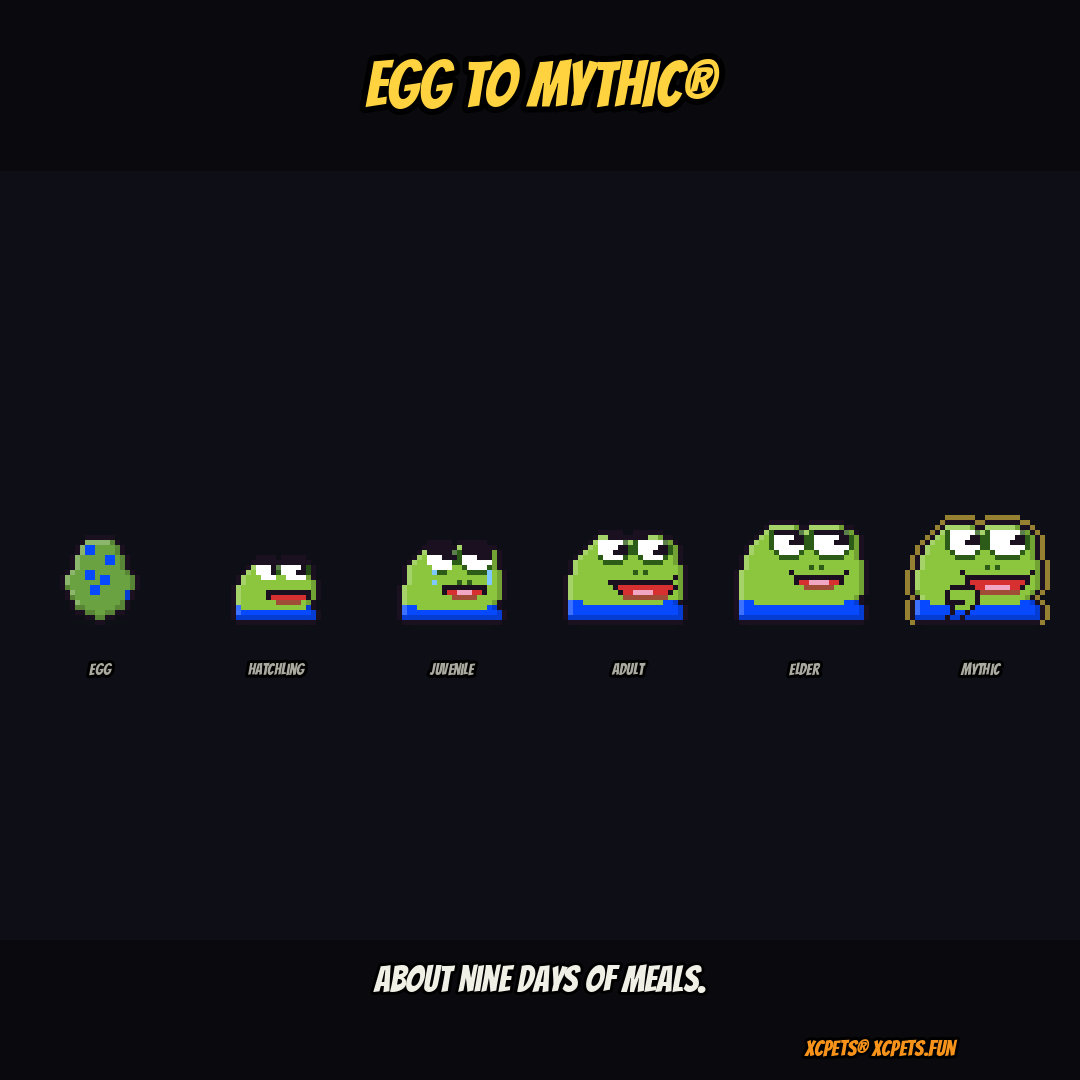 EGG TO MYTHIC®
EGG
HATCHLING
JUVENILE
ADULT
ELDER
MYTHIC
ABOUT NINE DAYS OF MEALS.
XCPETS® XCPETS.FUN